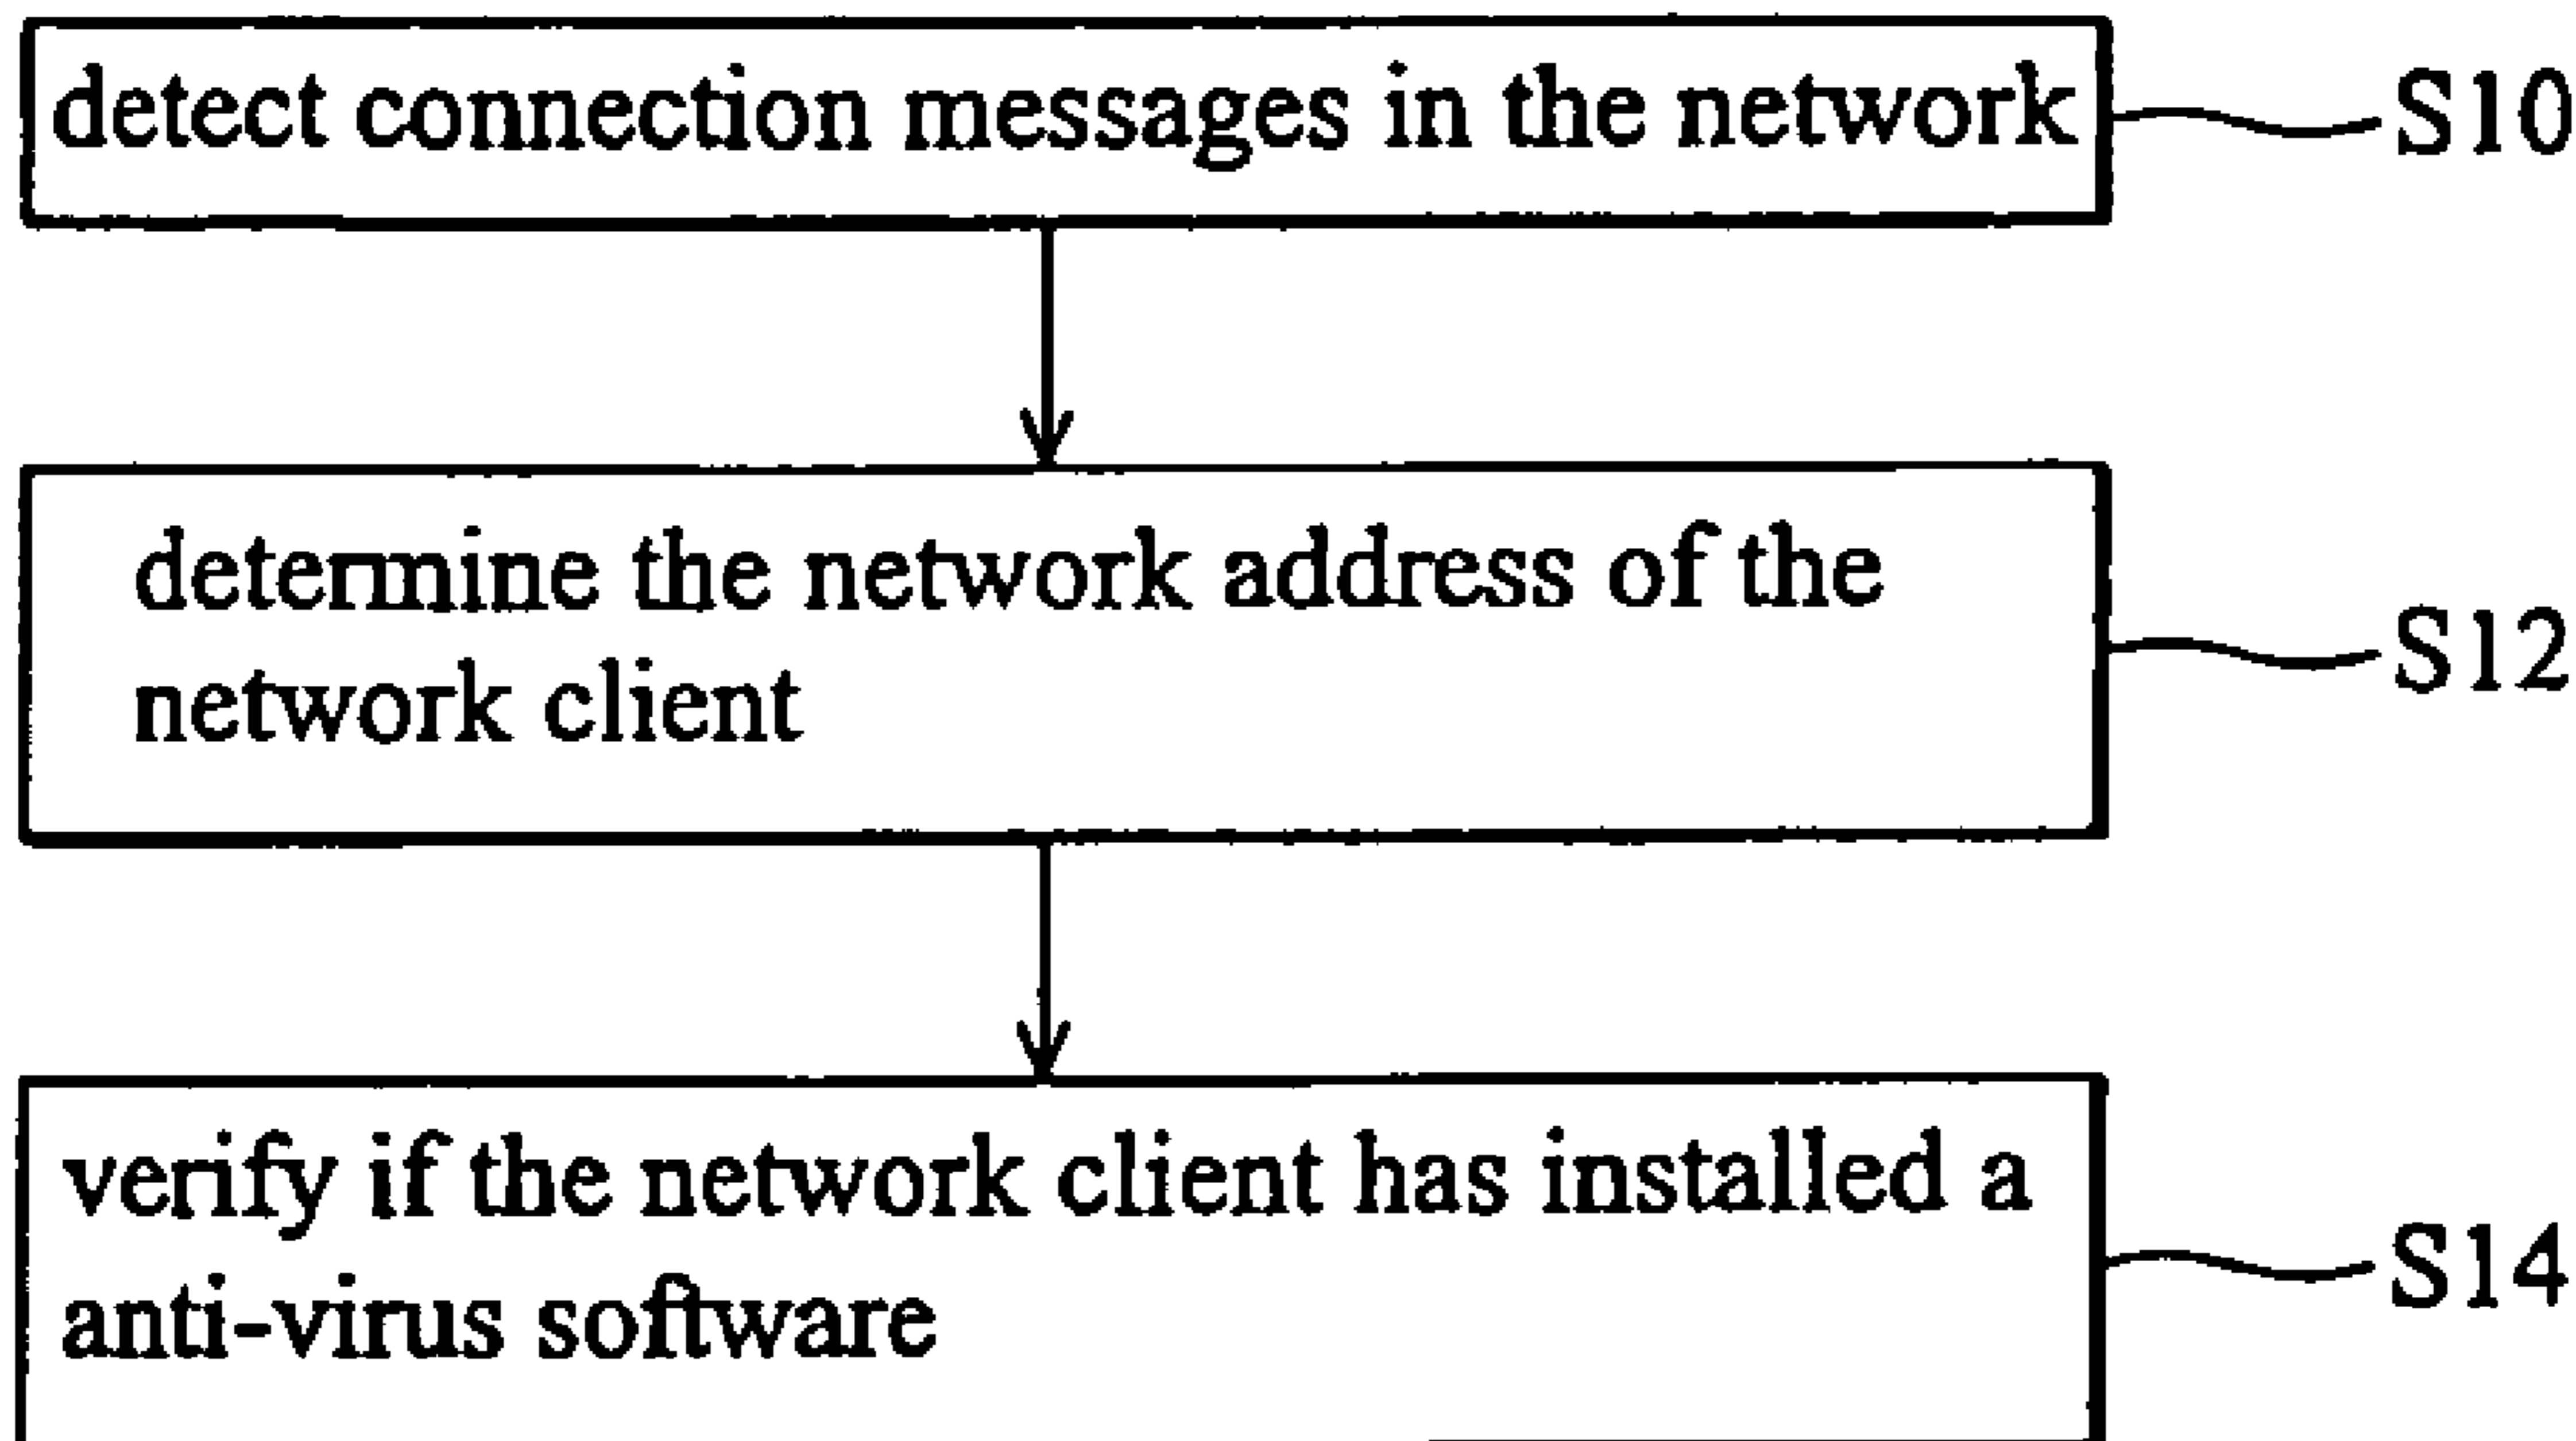 detect connection messages in the network
S10
determine the network address of the
network client
S12
verify if the network client has installed a
anti-virus software
S14